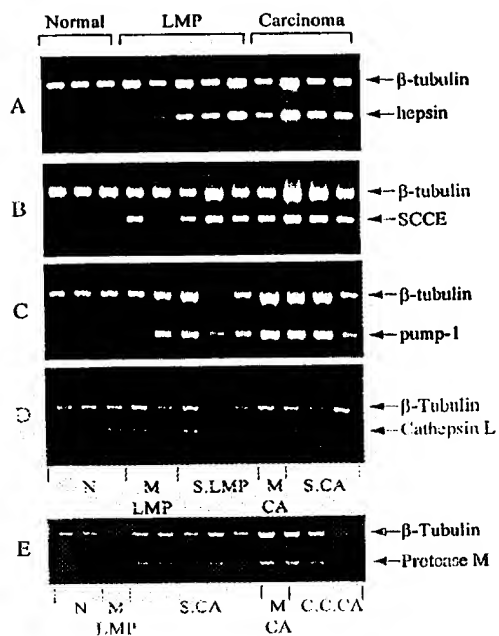 Normal LMP Carcinoma
A
β-tubulin
hepsin
B
β-tubulin
SCCE
C
β-tubulin
pump-1
D
β-Tubulin
Cathepsin L
N M S.LMP M S.CA
LMP CA
E
β-Tubulin
Protease M
N M S.CA M C.C.CA
LMP CA